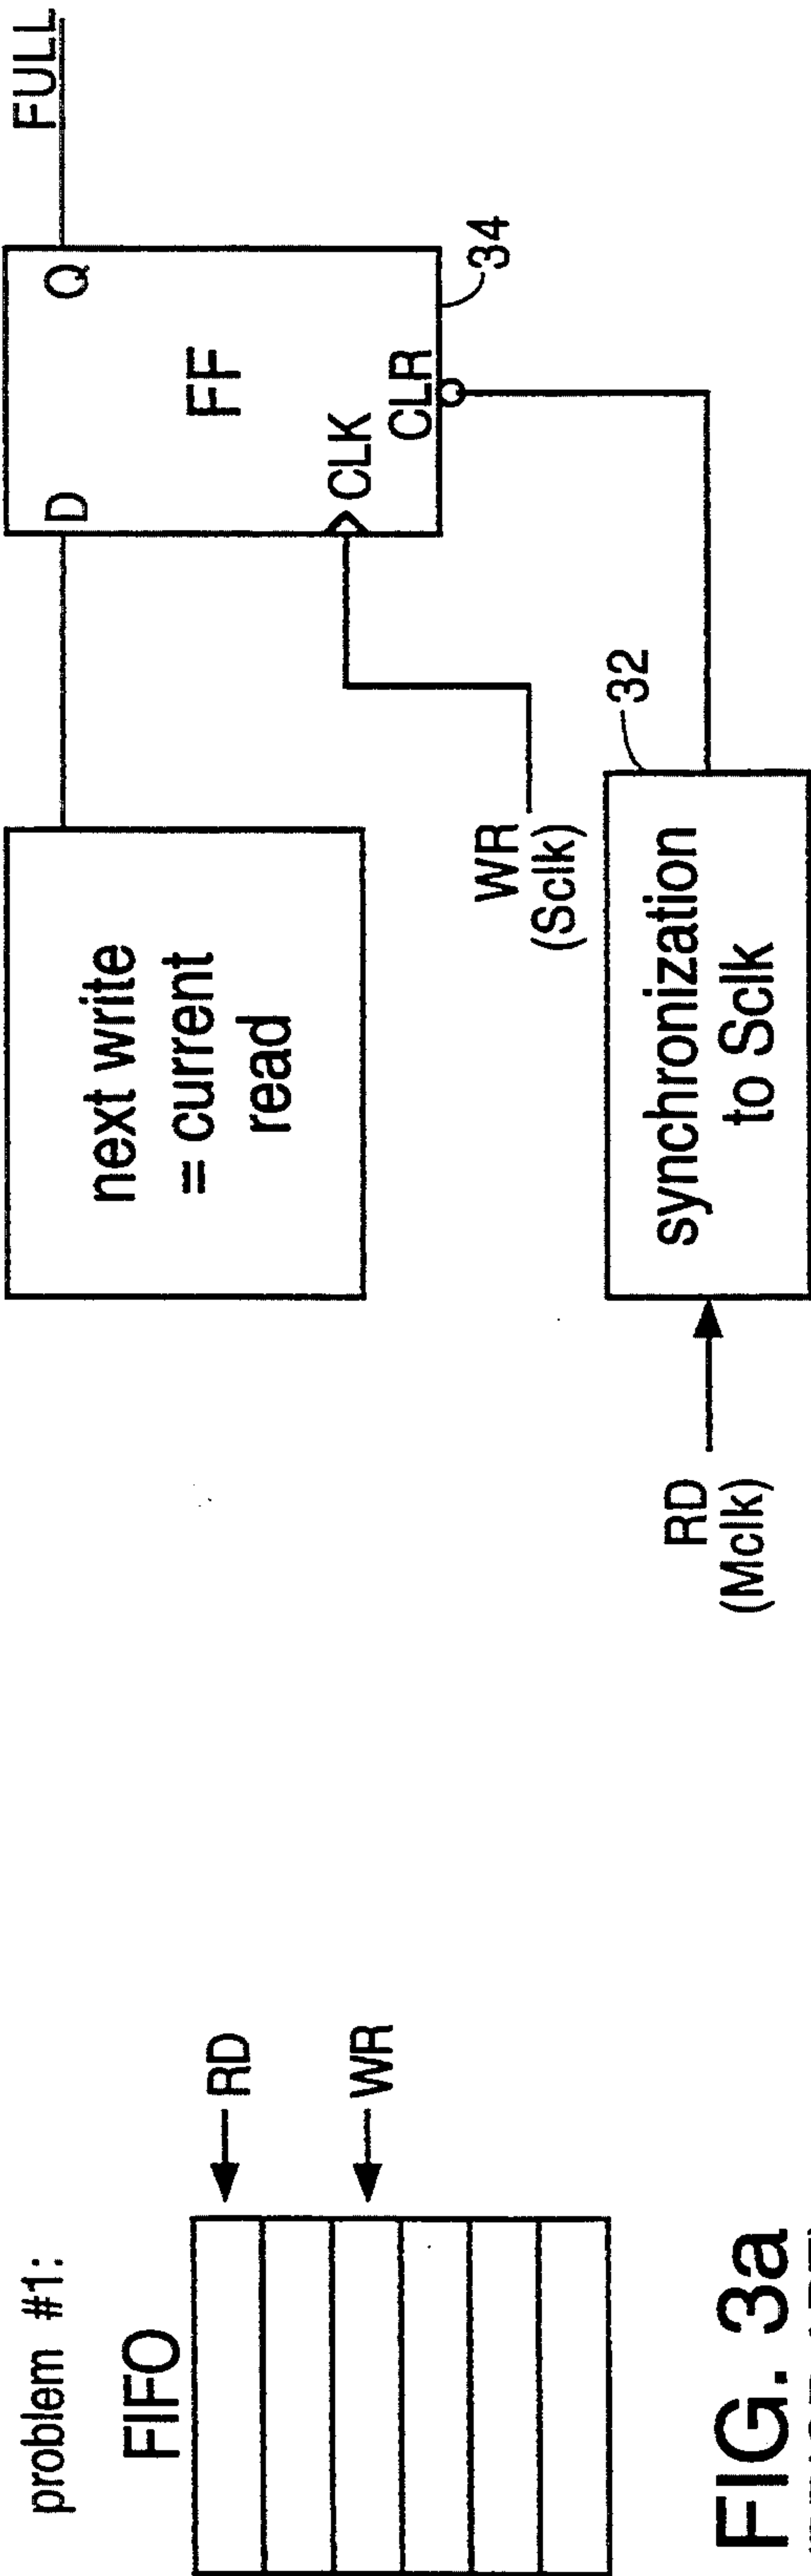 problem #1:
FIFO
RD
WR
FIG. 3a
next write
= current
read
D
Q
FF
CLK
CLR
FULL
34
WR
(Sclk)
RD
(Mclk)
synchronization
to Sclk
32